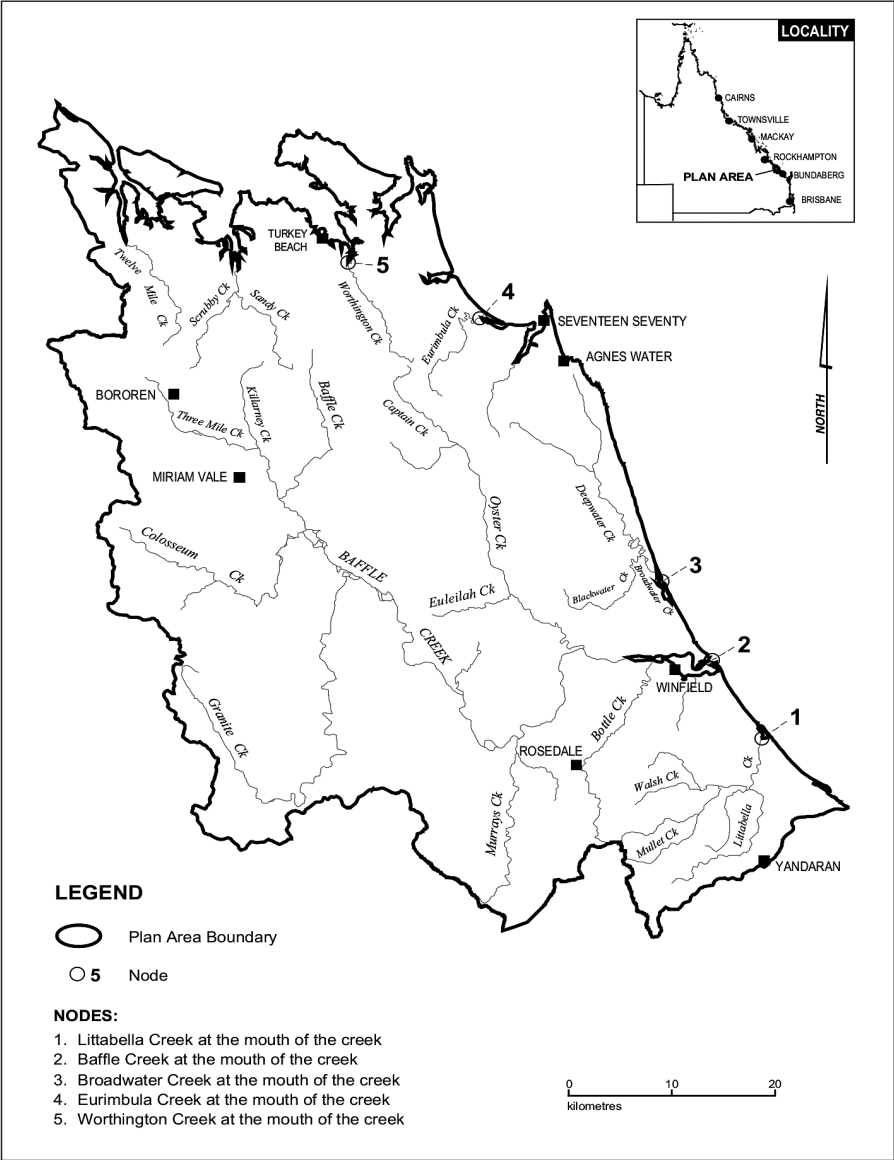 LOCALITY
CAIRNS
TOWNSVILLE
MACKAY
ROCKHAMPTON
PLAN AREA
BUNDABERG
BRISBANE
TURKEY
BEACH
5
Twelve Mile Ck
Scrubby Ck
Sandy Ck
Worthington Ck
Eurimbula Ck
4
SEVENTEEN SEVENTY
AGNES WATER
NORTH
BOROREN
Three Mile Ck
Killarney Ck
Baffle Ck
Captain Ck
MIRIAM VALE
Colosseum Ck
BAFFLE CREEK
Oyster Ck
Deepwater Ck
Euleilah Ck
Blackwater Ck
Broadwater Ck
3
2
WINFIELD
1
Granite Ck
ROSEDALE
Bottle Ck
Murrays Ck
Walsh Ck
Mullet Ck
Littabella Ck
YANDARAN
LEGEND
Plan Area Boundary
5 Node
NODES:
1. Littabella Creek at the mouth of the creek
2. Baffle Creek at the mouth of the creek
3. Broadwater Creek at the mouth of the creek
4. Eurimbula Creek at the mouth of the creek
5. Worthington Creek at the mouth of the creek
0 10 20
kilometres